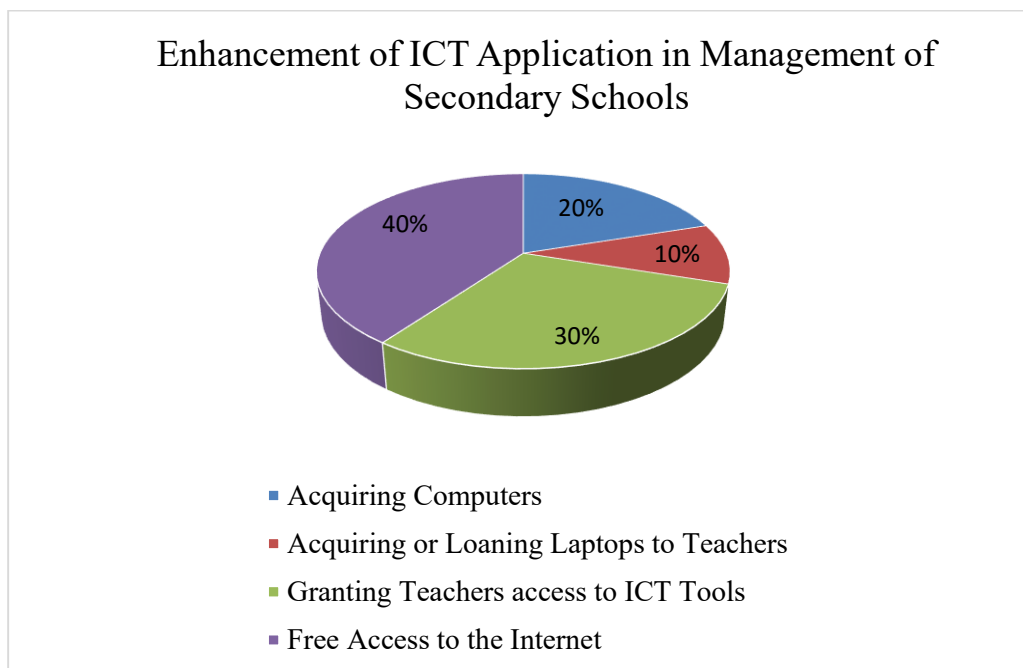 Enhancement of ICT Application in Management of
Secondary Schools
20%
40%
10%
30%
Acquiring Computers
Acquiring or Loaning Laptops to Teachers
Granting Teachers access to ICT Tools
Free Access to the Internet